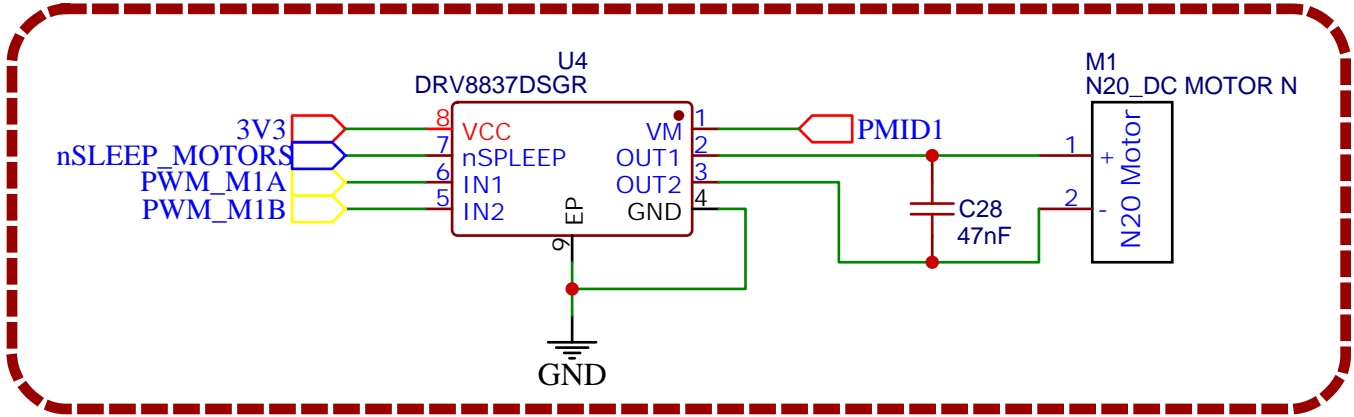 U4
DRV8837DSGR
M1
N20_DC MOTOR N
3V3
8
VCC
VM
1
PMID1
nSLEEP_MOTORS
7
nSPLEEP
OUT1
2
1
+
PWM_M1A
6
IN1
OUT2
3
PWM_M1B
5
IN2
GND
4
EP
9
C28
47nF
2
-
N20 Motor
GND